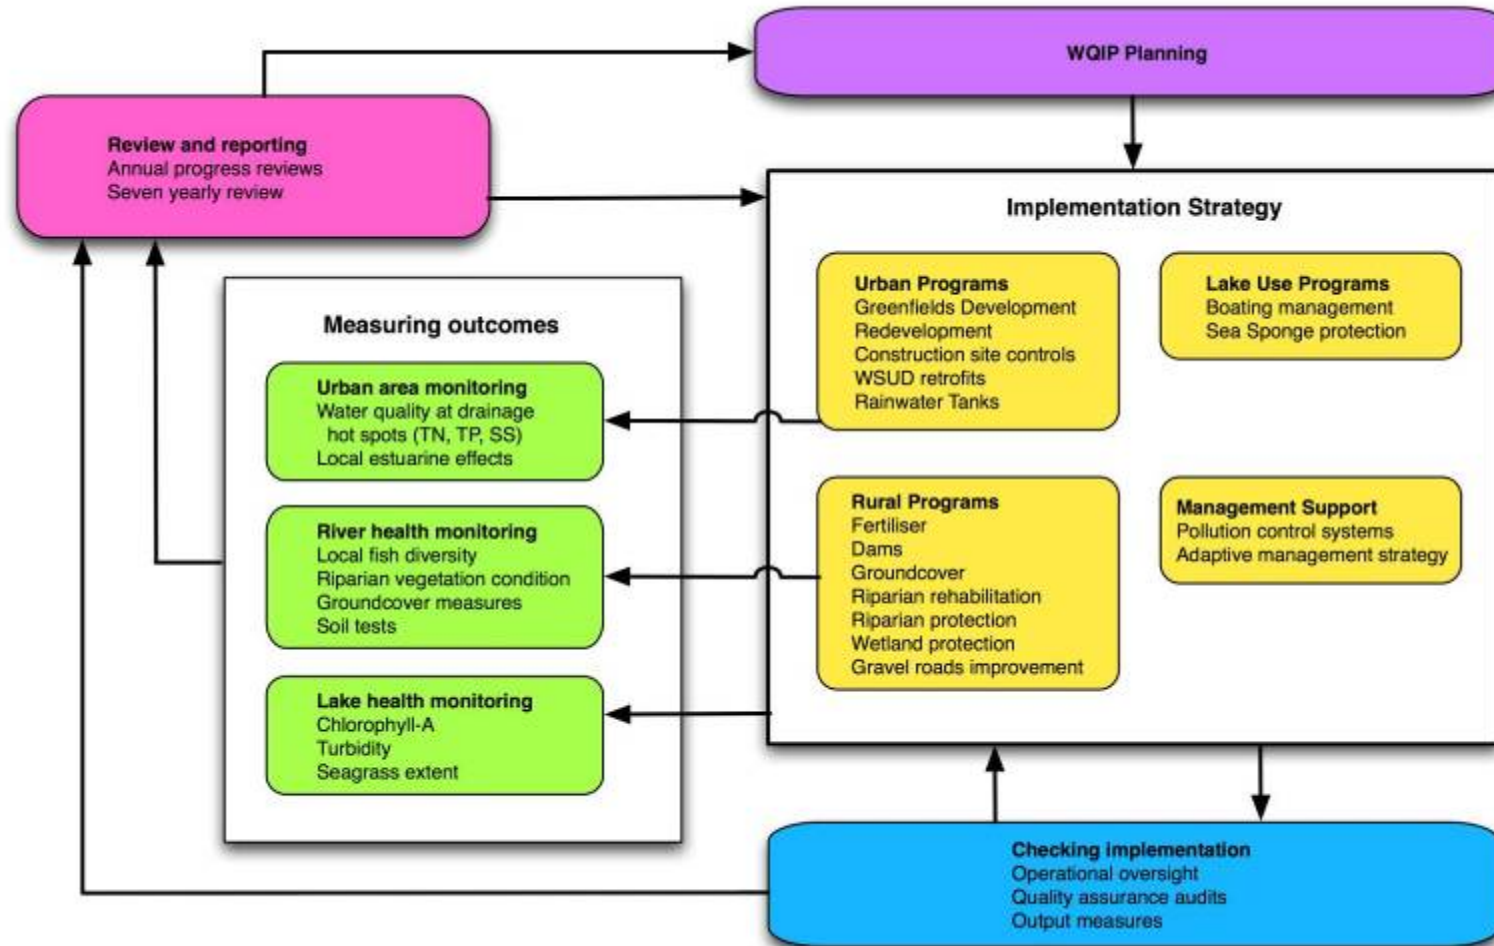 WQIP Planning
Review and reporting
Annual progress reviews
Seven yearly review
Implementation Strategy
Urban Programs
Greenfields Development
Redevelopment
Construction site controls
WSUD retrofits
Rainwater Tanks
Lake Use Programs
Boating management
Sea Sponge protection
Rural Programs
Fertiliser
Dams
Groundcover
Riparian rehabilitation
Riparian protection
Wetland protection
Gravel roads improvement
Management Support
Pollution control systems
Adaptive management strategy
Measuring outcomes
Urban area monitoring
Water quality at drainage
hot spots (TN, TP, SS)
Local estuarine effects
River health monitoring
Local fish diversity
Riparian vegetation condition
Groundcover measures
Soil tests
Lake health monitoring
Chlorophyll-A
Turbidity
Seagrass extent
Checking implementation
Operational oversight
Quality assurance audits
Output measures